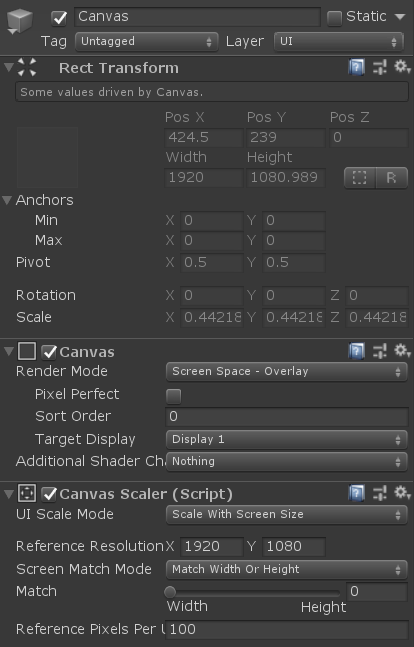 Canvas Static
Tag Untagged Layer UI
Rect Transform
Some values driven by Canvas.
Pos X Pos Y Pos Z
424.5 239 0
Width Height
1920 1080.989 R
Anchors
Min X 0 Y 0
Max X 0 Y 0
Pivot X 0.5 Y 0.5
Rotation X 0 Y 0 Z 0
Scale X 0.44218 Y 0.44218 Z 0.44218
Canvas
Render Mode Screen Space - Overlay
Pixel Perfect
Sort Order 0
Target Display Display 1
Additional Shader Cha Nothing
Canvas Scaler (Script)
UI Scale Mode Scale With Screen Size
Reference Resolution X 1920 Y 1080
Screen Match Mode Match Width Or Height
Match 0
Width Height
Reference Pixels Per U 100